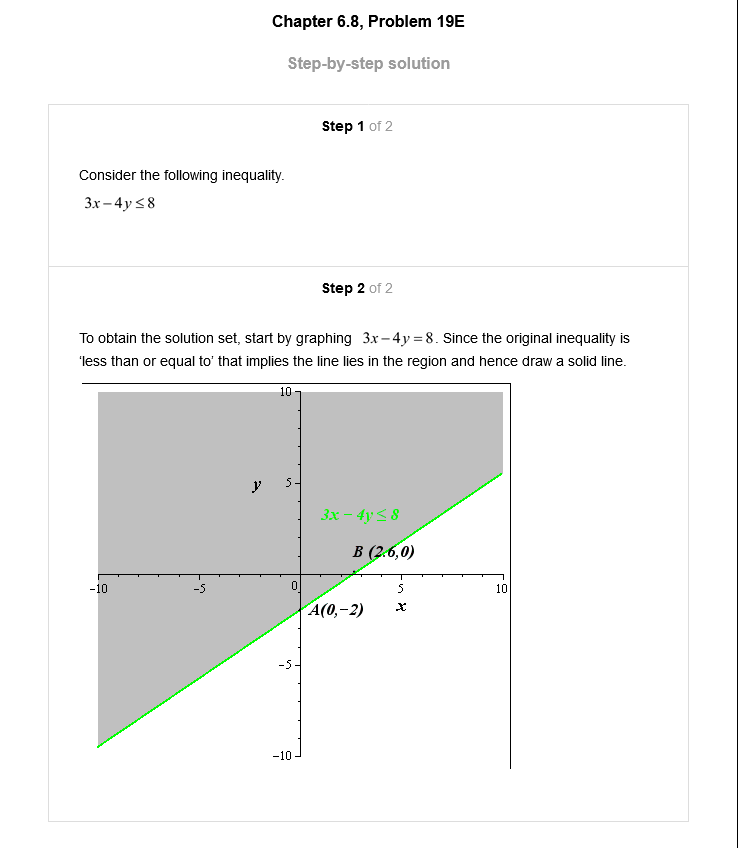 Chapter 6.8, Problem 19E
Step-by-step solution
Step 1 of 2
Consider the following inequality.
3x – 4y ≤ 8
Step 2 of 2
To obtain the solution set, start by graphing 3x – 4y = 8. Since the original inequality is
‘less than or equal to’ that implies the line lies in the region and hence draw a solid line.
10
y
5
3x – 4y ≤ 8
B (2.6,0)
-10
-5
0
5
10
A(0,–2)
x
-5
-10